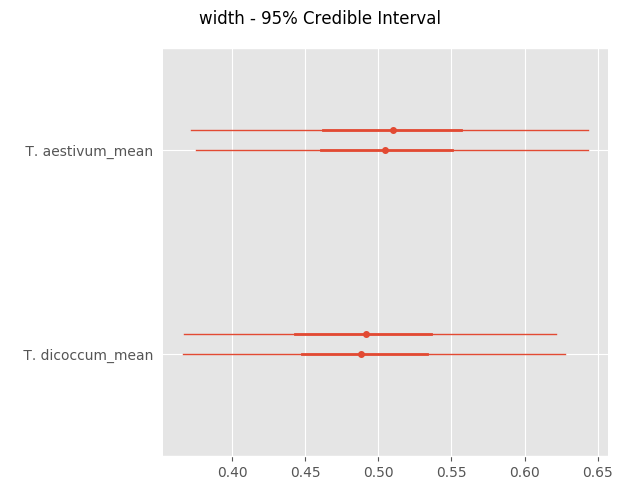 width - 95% Credible Interval
T. aestivum_mean
T. dicoccum_mean
0.40 0.45 0.50 0.55 0.60 0.65